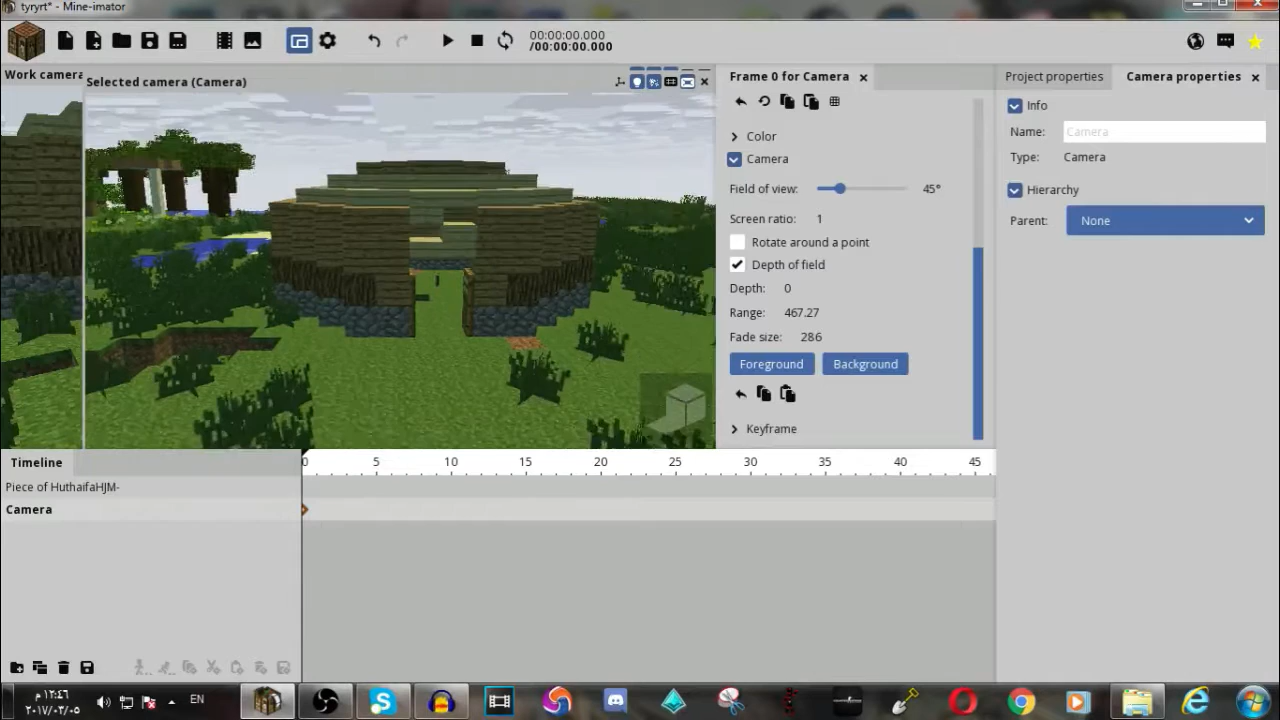 tyryrt* - Mine-imator
00:00:00.000
/00:00:00.000
Work camera
Selected camera (Camera)
Frame 0 for Camera
Color
Camera
Field of view: 45°
Screen ratio: 1
Rotate around a point
Depth of field
Depth: 0
Range: 467.27
Fade size: 286
Foreground Background
Keyframe
Project properties Camera properties
Info
Name: Camera
Type: Camera
Hierarchy
Parent: None
Timeline
0 5 10 15 20 25 30 35 40 45
Piece of HuthaifaHJM-
Camera
١٢:٤٦ م
٢٠١٧/٠٣/٠٥
EN